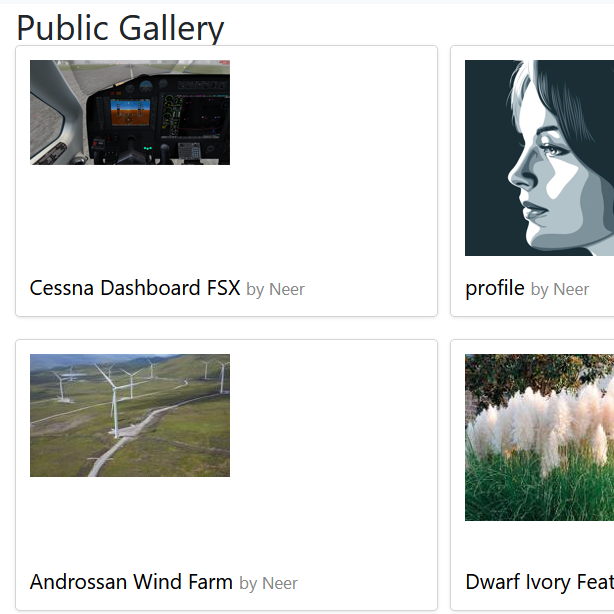 Public Gallery
Cessna Dashboard FSX by Neer
profile by Neer
Androssan Wind Farm by Neer
Dwarf Ivory Feat